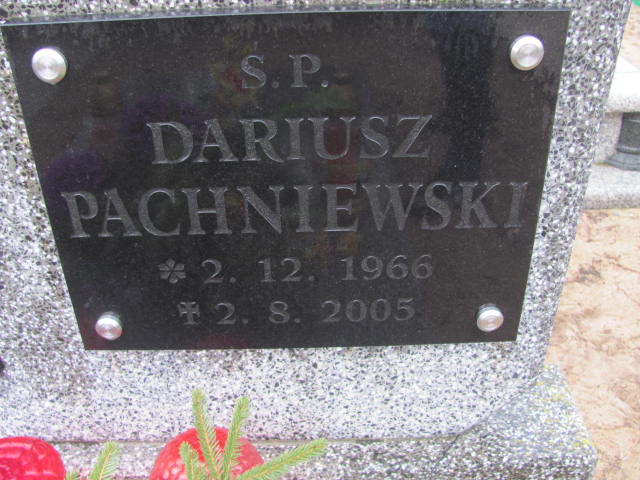 Ś.P.
DARIUSZ
PACHNIEWSKI
✲ 2. 12. 1966
✝ 2. 8. 2005